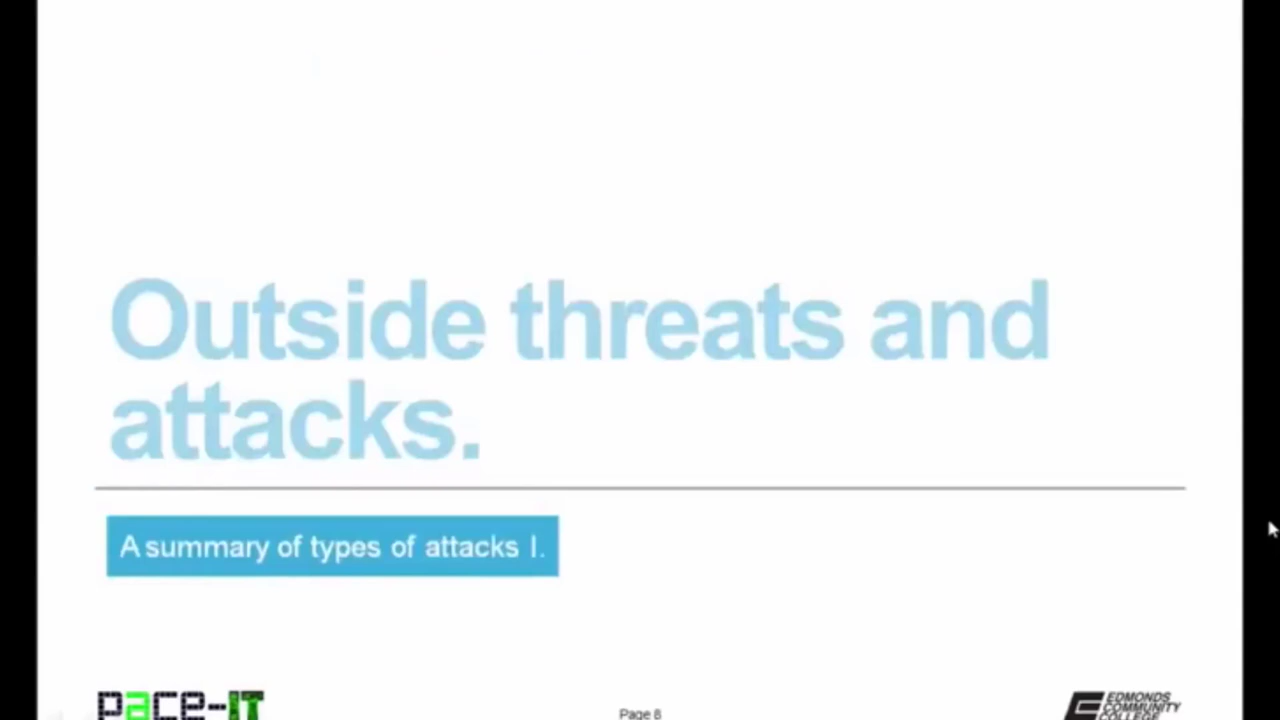 Outside threats and
attacks.
A summary of types of attacks I.
pace-IT
Page 8
EDMONDS
COMMUNITY
COLLEGE